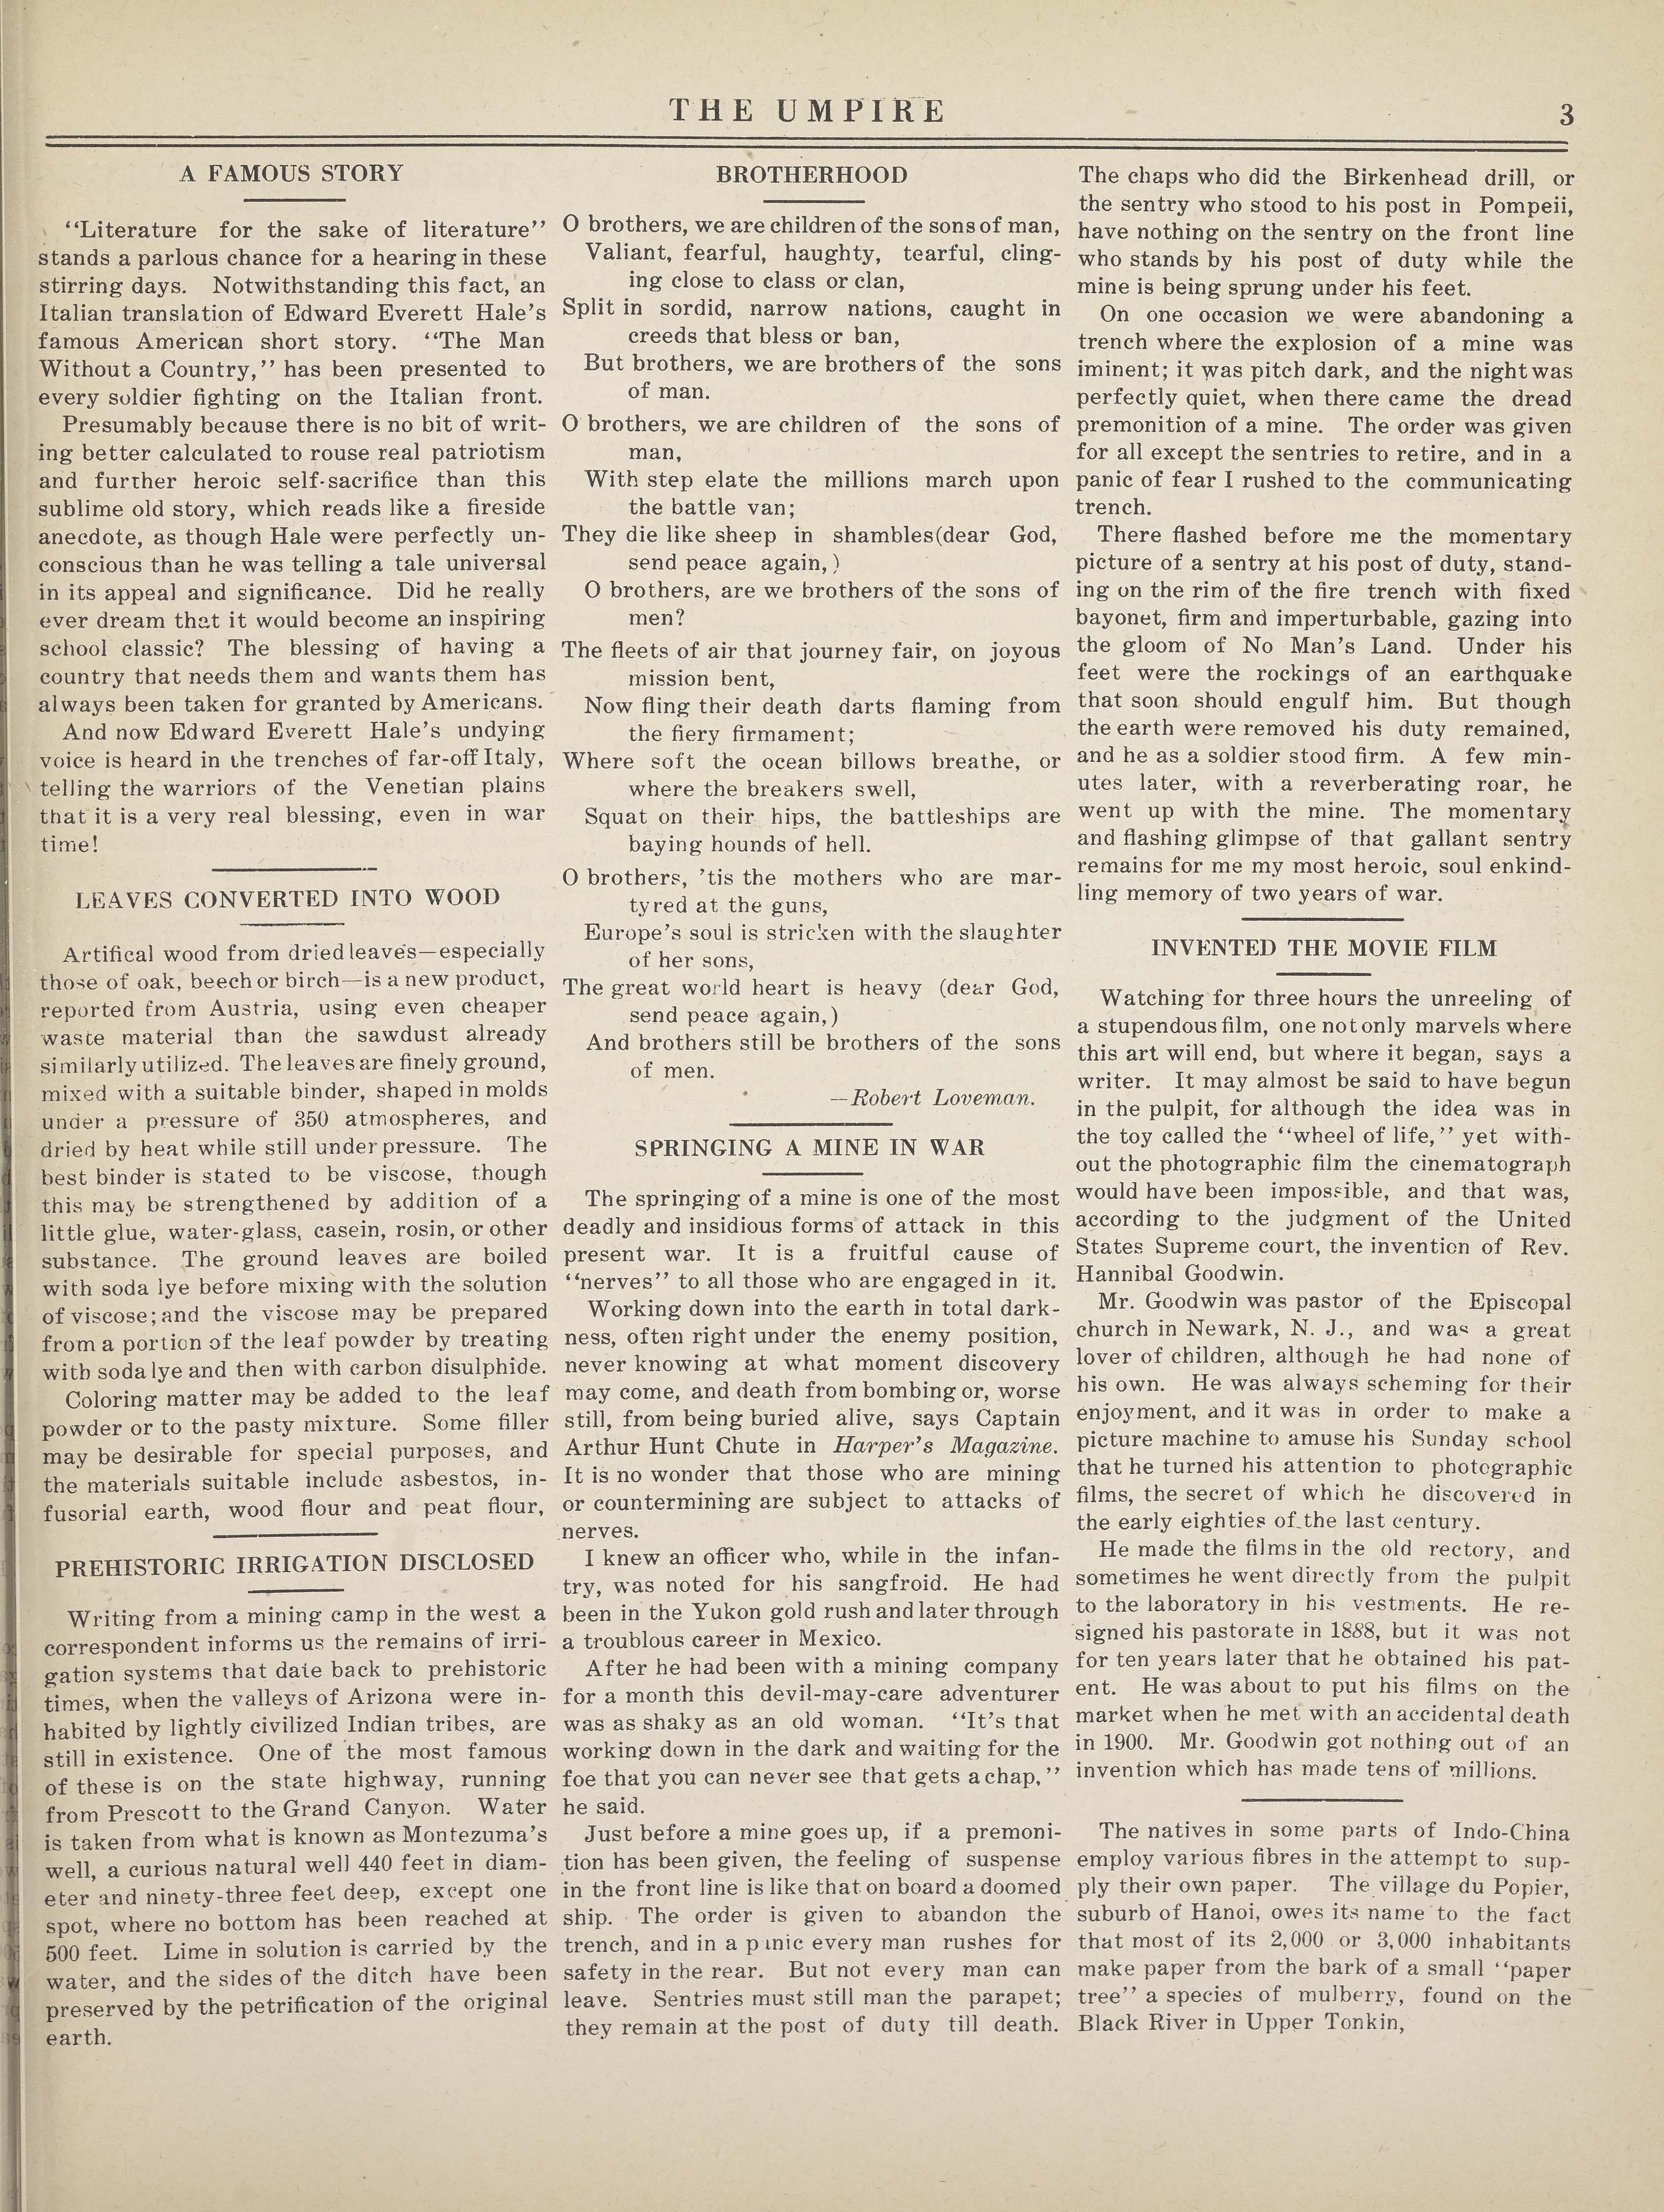 THE UMPIRE
3
A FAMOUS STORY
"Literature for the sake of literature"
stands a parlous chance for a hearing in these
stirring days. Notwithstanding this fact, an
Italian translation of Edward Everett Hale's
famous American short story. "The Man
Without a Country," has been presented to
every soldier fighting on the Italian front.
Presumably because there is no bit of writ-
ing better calculated to rouse real patriotism
and further heroic self-sacrifice than this
sublime old story, which reads like a fireside
anecdote, as though Hale were perfectly un-
conscious than he was telling a tale universal
in its appeal and significance. Did he really
ever dream that it would become an inspiring
school classic? The blessing of having a
country that needs them and wants them has
always been taken for granted by Americans.
And now Edward Everett Hale's undying
voice is heard in the trenches of far-off Italy,
telling the warriors of the Venetian plains
that it is a very real blessing, even in war
time!
LEAVES CONVERTED INTO WOOD
Artifical wood from dried leaves—especially
those of oak, beech or birch—is a new product,
reported from Austria, using even cheaper
waste material than the sawdust already
similarly utilized. The leaves are finely ground,
mixed with a suitable binder, shaped in molds
under a pressure of 350 atmospheres, and
dried by heat while still under pressure. The
best binder is stated to be viscose, though
this may be strengthened by addition of a
little glue, water-glass, casein, rosin, or other
substance. The ground leaves are boiled
with soda lye before mixing with the solution
of viscose; and the viscose may be prepared
from a portion of the leaf powder by treating
with soda lye and then with carbon disulphide.
Coloring matter may be added to the leaf
powder or to the pasty mixture. Some filler
may be desirable for special purposes, and
the materials suitable include asbestos, in-
fusorial earth, wood flour and peat flour,
PREHISTORIC IRRIGATION DISCLOSED
Writing from a mining camp in the west a
correspondent informs us the remains of irri-
gation systems that date back to prehistoric
times, when the valleys of Arizona were in-
habited by lightly civilized Indian tribes, are
still in existence. One of the most famous
of these is on the state highway, running
from Prescott to the Grand Canyon. Water
is taken from what is known as Montezuma's
well, a curious natural well 440 feet in diam-
eter and ninety-three feet deep, except one
spot, where no bottom has been reached at
500 feet. Lime in solution is carried by the
water, and the sides of the ditch have been
preserved by the petrification of the original
earth.
BROTHERHOOD
O brothers, we are children of the sons of man,
Valiant, fearful, haughty, tearful, cling-
ing close to class or clan,
Split in sordid, narrow nations, caught in
creeds that bless or ban,
But brothers, we are brothers of the sons
of man.
O brothers, we are children of the sons of
man,
With step elate the millions march upon
the battle van;
They die like sheep in shambles(dear God,
send peace again,)
O brothers, are we brothers of the sons of
men?
The fleets of air that journey fair, on joyous
mission bent,
Now fling their death darts flaming from
the fiery firmament;
Where soft the ocean billows breathe, or
where the breakers swell,
Squat on their hips, the battleships are
baying hounds of hell.
O brothers, 'tis the mothers who are mar-
tyred at the guns,
Europe's soul is stricken with the slaughter
of her sons,
The great world heart is heavy (dear God,
send peace again,)
And brothers still be brothers of the sons
of men.
—Robert Loveman.
SPRINGING A MINE IN WAR
The springing of a mine is one of the most
deadly and insidious forms of attack in this
present war. It is a fruitful cause of
"nerves" to all those who are engaged in it.
Working down into the earth in total dark-
ness, often right under the enemy position,
never knowing at what moment discovery
may come, and death from bombing or, worse
still, from being buried alive, says Captain
Arthur Hunt Chute in Harper's Magazine.
It is no wonder that those who are mining
or countermining are subject to attacks of
nerves.
I knew an officer who, while in the infan-
try, was noted for his sangfroid. He had
been in the Yukon gold rush and later through
a troublous career in Mexico.
After he had been with a mining company
for a month this devil-may-care adventurer
was as shaky as an old woman. "It's that
working down in the dark and waiting for the
foe that you can never see that gets a chap,"
he said.
Just before a mine goes up, if a premoni-
tion has been given, the feeling of suspense
in the front line is like that on board a doomed
ship. The order is given to abandon the
trench, and in a panic every man rushes for
safety in the rear. But not every man can
leave. Sentries must still man the parapet;
they remain at the post of duty till death.
The chaps who did the Birkenhead drill, or
the sentry who stood to his post in Pompeii,
have nothing on the sentry on the front line
who stands by his post of duty while the
mine is being sprung under his feet.
On one occasion we were abandoning a
trench where the explosion of a mine was
iminent; it was pitch dark, and the night was
perfectly quiet, when there came the dread
premonition of a mine. The order was given
for all except the sentries to retire, and in a
panic of fear I rushed to the communicating
trench.
There flashed before me the momentary
picture of a sentry at his post of duty, stand-
ing on the rim of the fire trench with fixed
bayonet, firm and imperturbable, gazing into
the gloom of No Man's Land. Under his
feet were the rockings of an earthquake
that soon should engulf him. But though
the earth were removed his duty remained,
and he as a soldier stood firm. A few min-
utes later, with a reverberating roar, he
went up with the mine. The momentary
and flashing glimpse of that gallant sentry
remains for me my most heroic, soul enkind-
ling memory of two years of war.
INVENTED THE MOVIE FILM
Watching for three hours the unreeling of
a stupendous film, one not only marvels where
this art will end, but where it began, says a
writer. It may almost be said to have begun
in the pulpit, for although the idea was in
the toy called the "wheel of life," yet with-
out the photographic film the cinematograph
would have been impossible, and that was,
according to the judgment of the United
States Supreme court, the invention of Rev.
Hannibal Goodwin.
Mr. Goodwin was pastor of the Episcopal
church in Newark, N. J., and was a great
lover of children, although he had none of
his own. He was always scheming for their
enjoyment, and it was in order to make a
picture machine to amuse his Sunday school
that he turned his attention to photographic
films, the secret of which he discovered in
the early eighties of the last century.
He made the films in the old rectory, and
sometimes he went directly from the pulpit
to the laboratory in his vestments. He re-
signed his pastorate in 1888, but it was not
for ten years later that he obtained his pat-
ent. He was about to put his films on the
market when he met with an accidental death
in 1900. Mr. Goodwin got nothing out of an
invention which has made tens of millions.
The natives in some parts of Indo-China
employ various fibres in the attempt to sup-
ply their own paper. The village du Popier,
suburb of Hanoi, owes its name to the fact
that most of its 2,000 or 3,000 inhabitants
make paper from the bark of a small "paper
tree" a species of mulberry, found on the
Black River in Upper Tonkin,